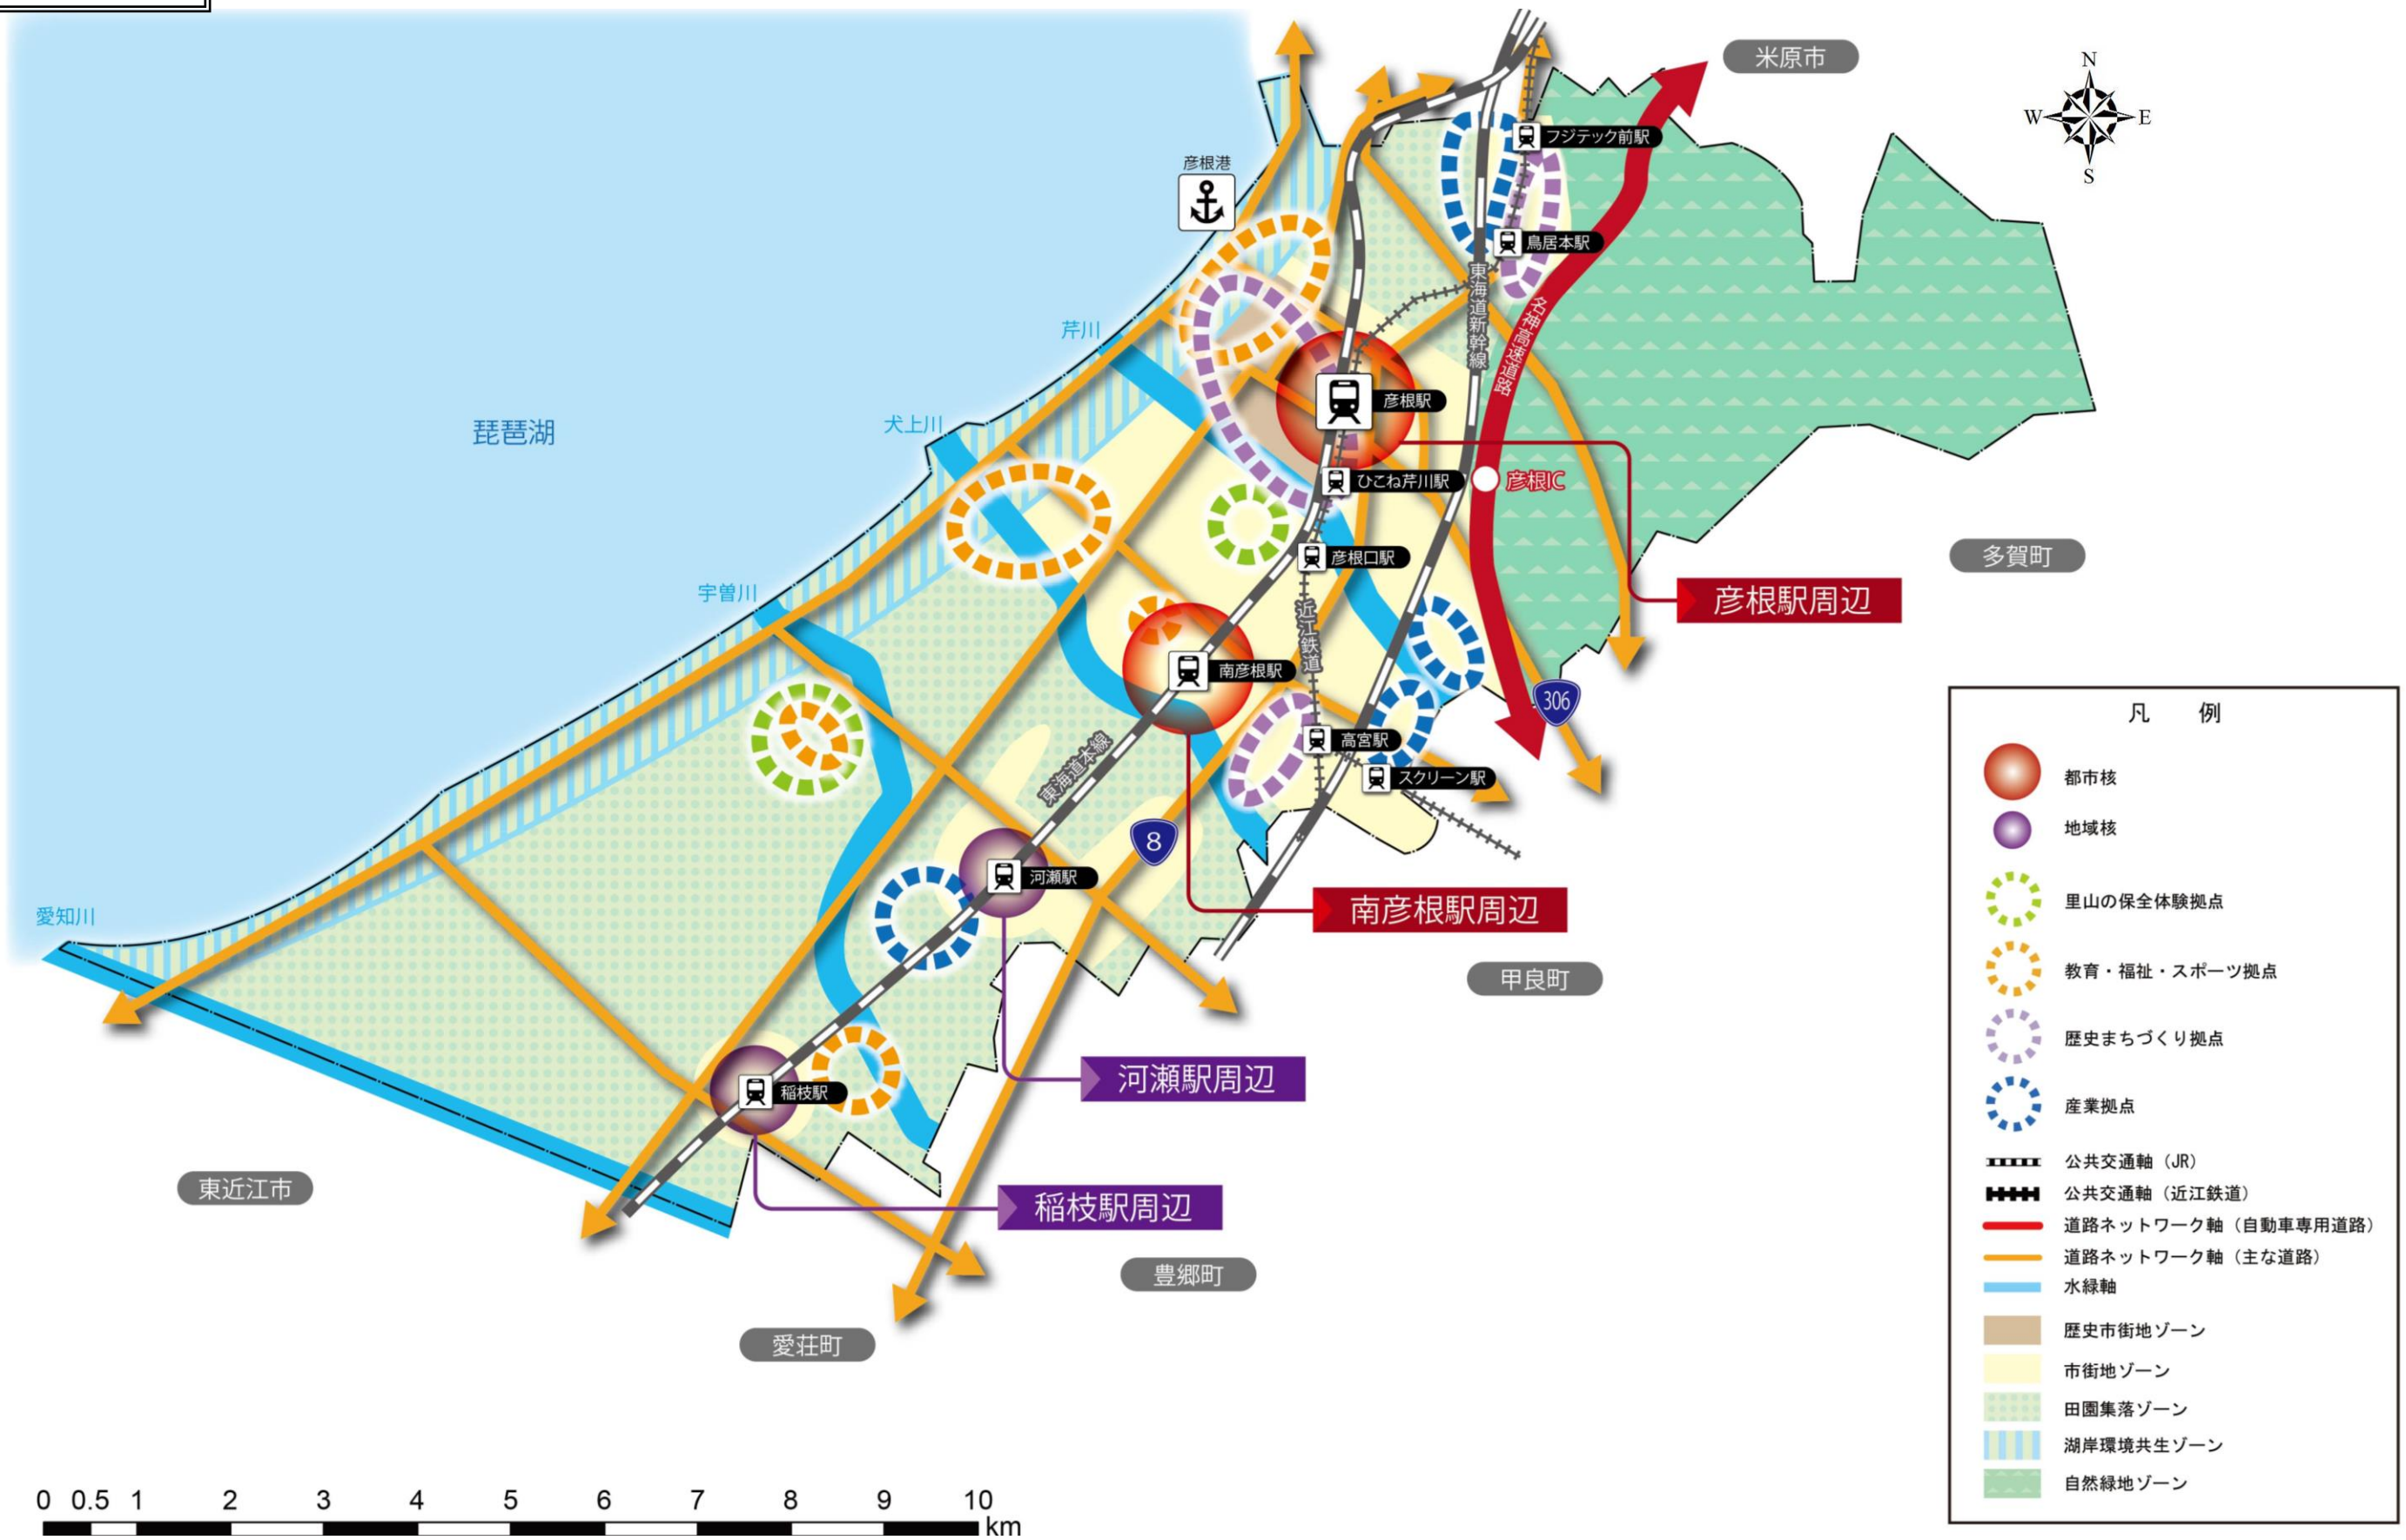 米原市
N
W
E
S
彦根港
フジテック前駅
鳥居本駅
東海道新幹線
名神高速道路
芹川
彦根駅
犬上川
琵琶湖
ひこね芹川駅
彦根IC
彦根口駅
多賀町
宇曽川
彦根駅周辺
近江鉄道
南彦根駅
306
高宮駅
スクリーン駅
東海道本線
8
河瀬駅
南彦根駅周辺
愛知川
甲良町
河瀬駅周辺
稲枝駅
東近江市
稲枝駅周辺
豊郷町
愛荘町
凡 例
都市核
地域核
里山の保全体験拠点
教育・福祉・スポーツ拠点
歴史まちづくり拠点
産業拠点
公共交通軸（JR）
公共交通軸（近江鉄道）
道路ネットワーク軸（自動車専用道路）
道路ネットワーク軸（主な道路）
水緑軸
歴史市街地ゾーン
市街地ゾーン
田園集落ゾーン
湖岸環境共生ゾーン
自然緑地ゾーン
0 0.5 1 2 3 4 5 6 7 8 9 10
km